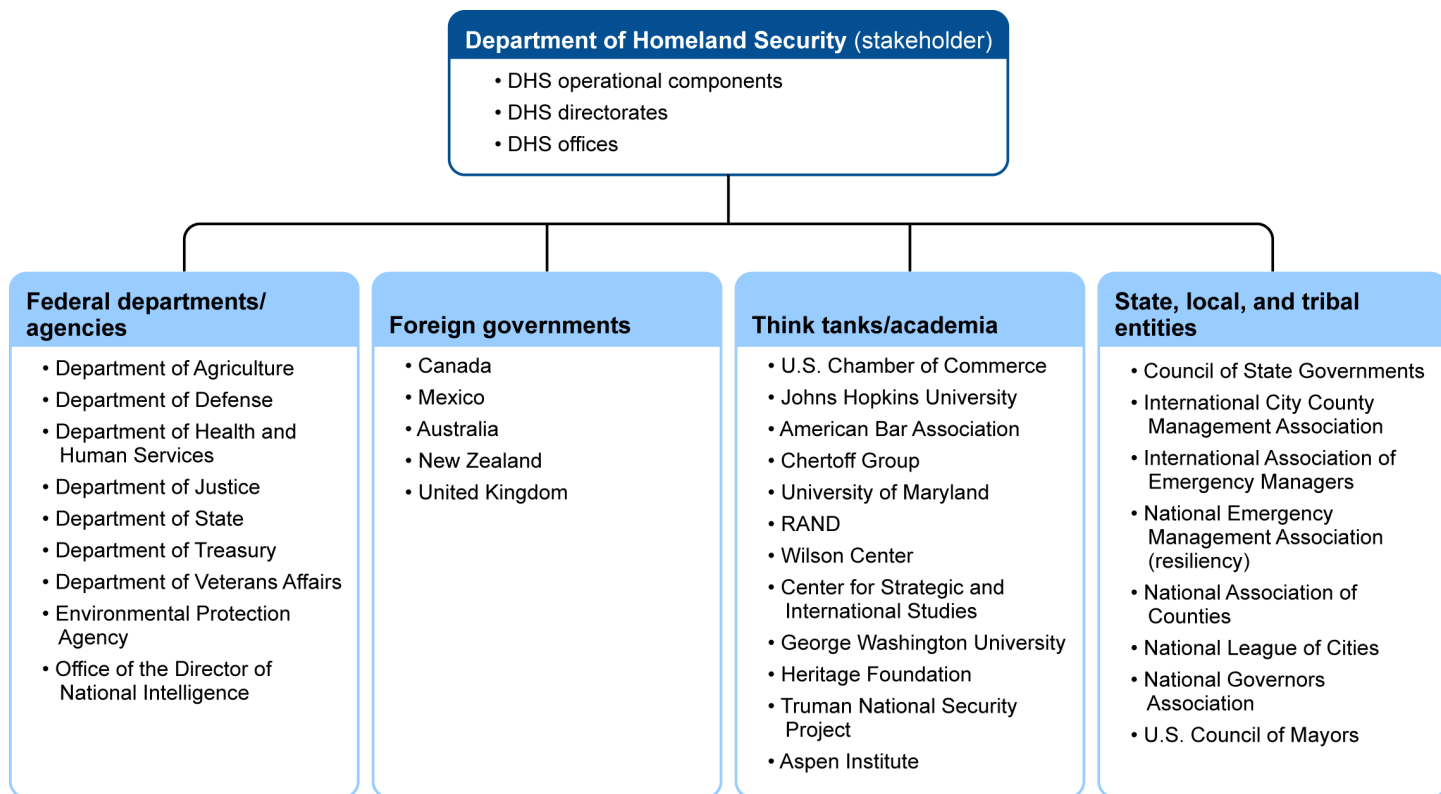 Department of Homeland Security (stakeholder)
• DHS operational components
• DHS directorates
• DHS offices
Federal departments/
agencies
• Department of Agriculture
• Department of Defense
• Department of Health and
Human Services
• Department of Justice
• Department of State
• Department of Treasury
• Department of Veterans Affairs
• Environmental Protection
Agency
• Office of the Director of
National Intelligence
Foreign governments
• Canada
• Mexico
• Australia
• New Zealand
• United Kingdom
Think tanks/academia
• U.S. Chamber of Commerce
• Johns Hopkins University
• American Bar Association
• Chertoff Group
• University of Maryland
• RAND
• Wilson Center
• Center for Strategic and
International Studies
• George Washington University
• Heritage Foundation
• Truman National Security
Project
• Aspen Institute
State, local, and tribal
entities
• Council of State Governments
• International City County
Management Association
• International Association of
Emergency Managers
• National Emergency
Management Association
(resiliency)
• National Association of
Counties
• National League of Cities
• National Governors
Association
• U.S. Council of Mayors